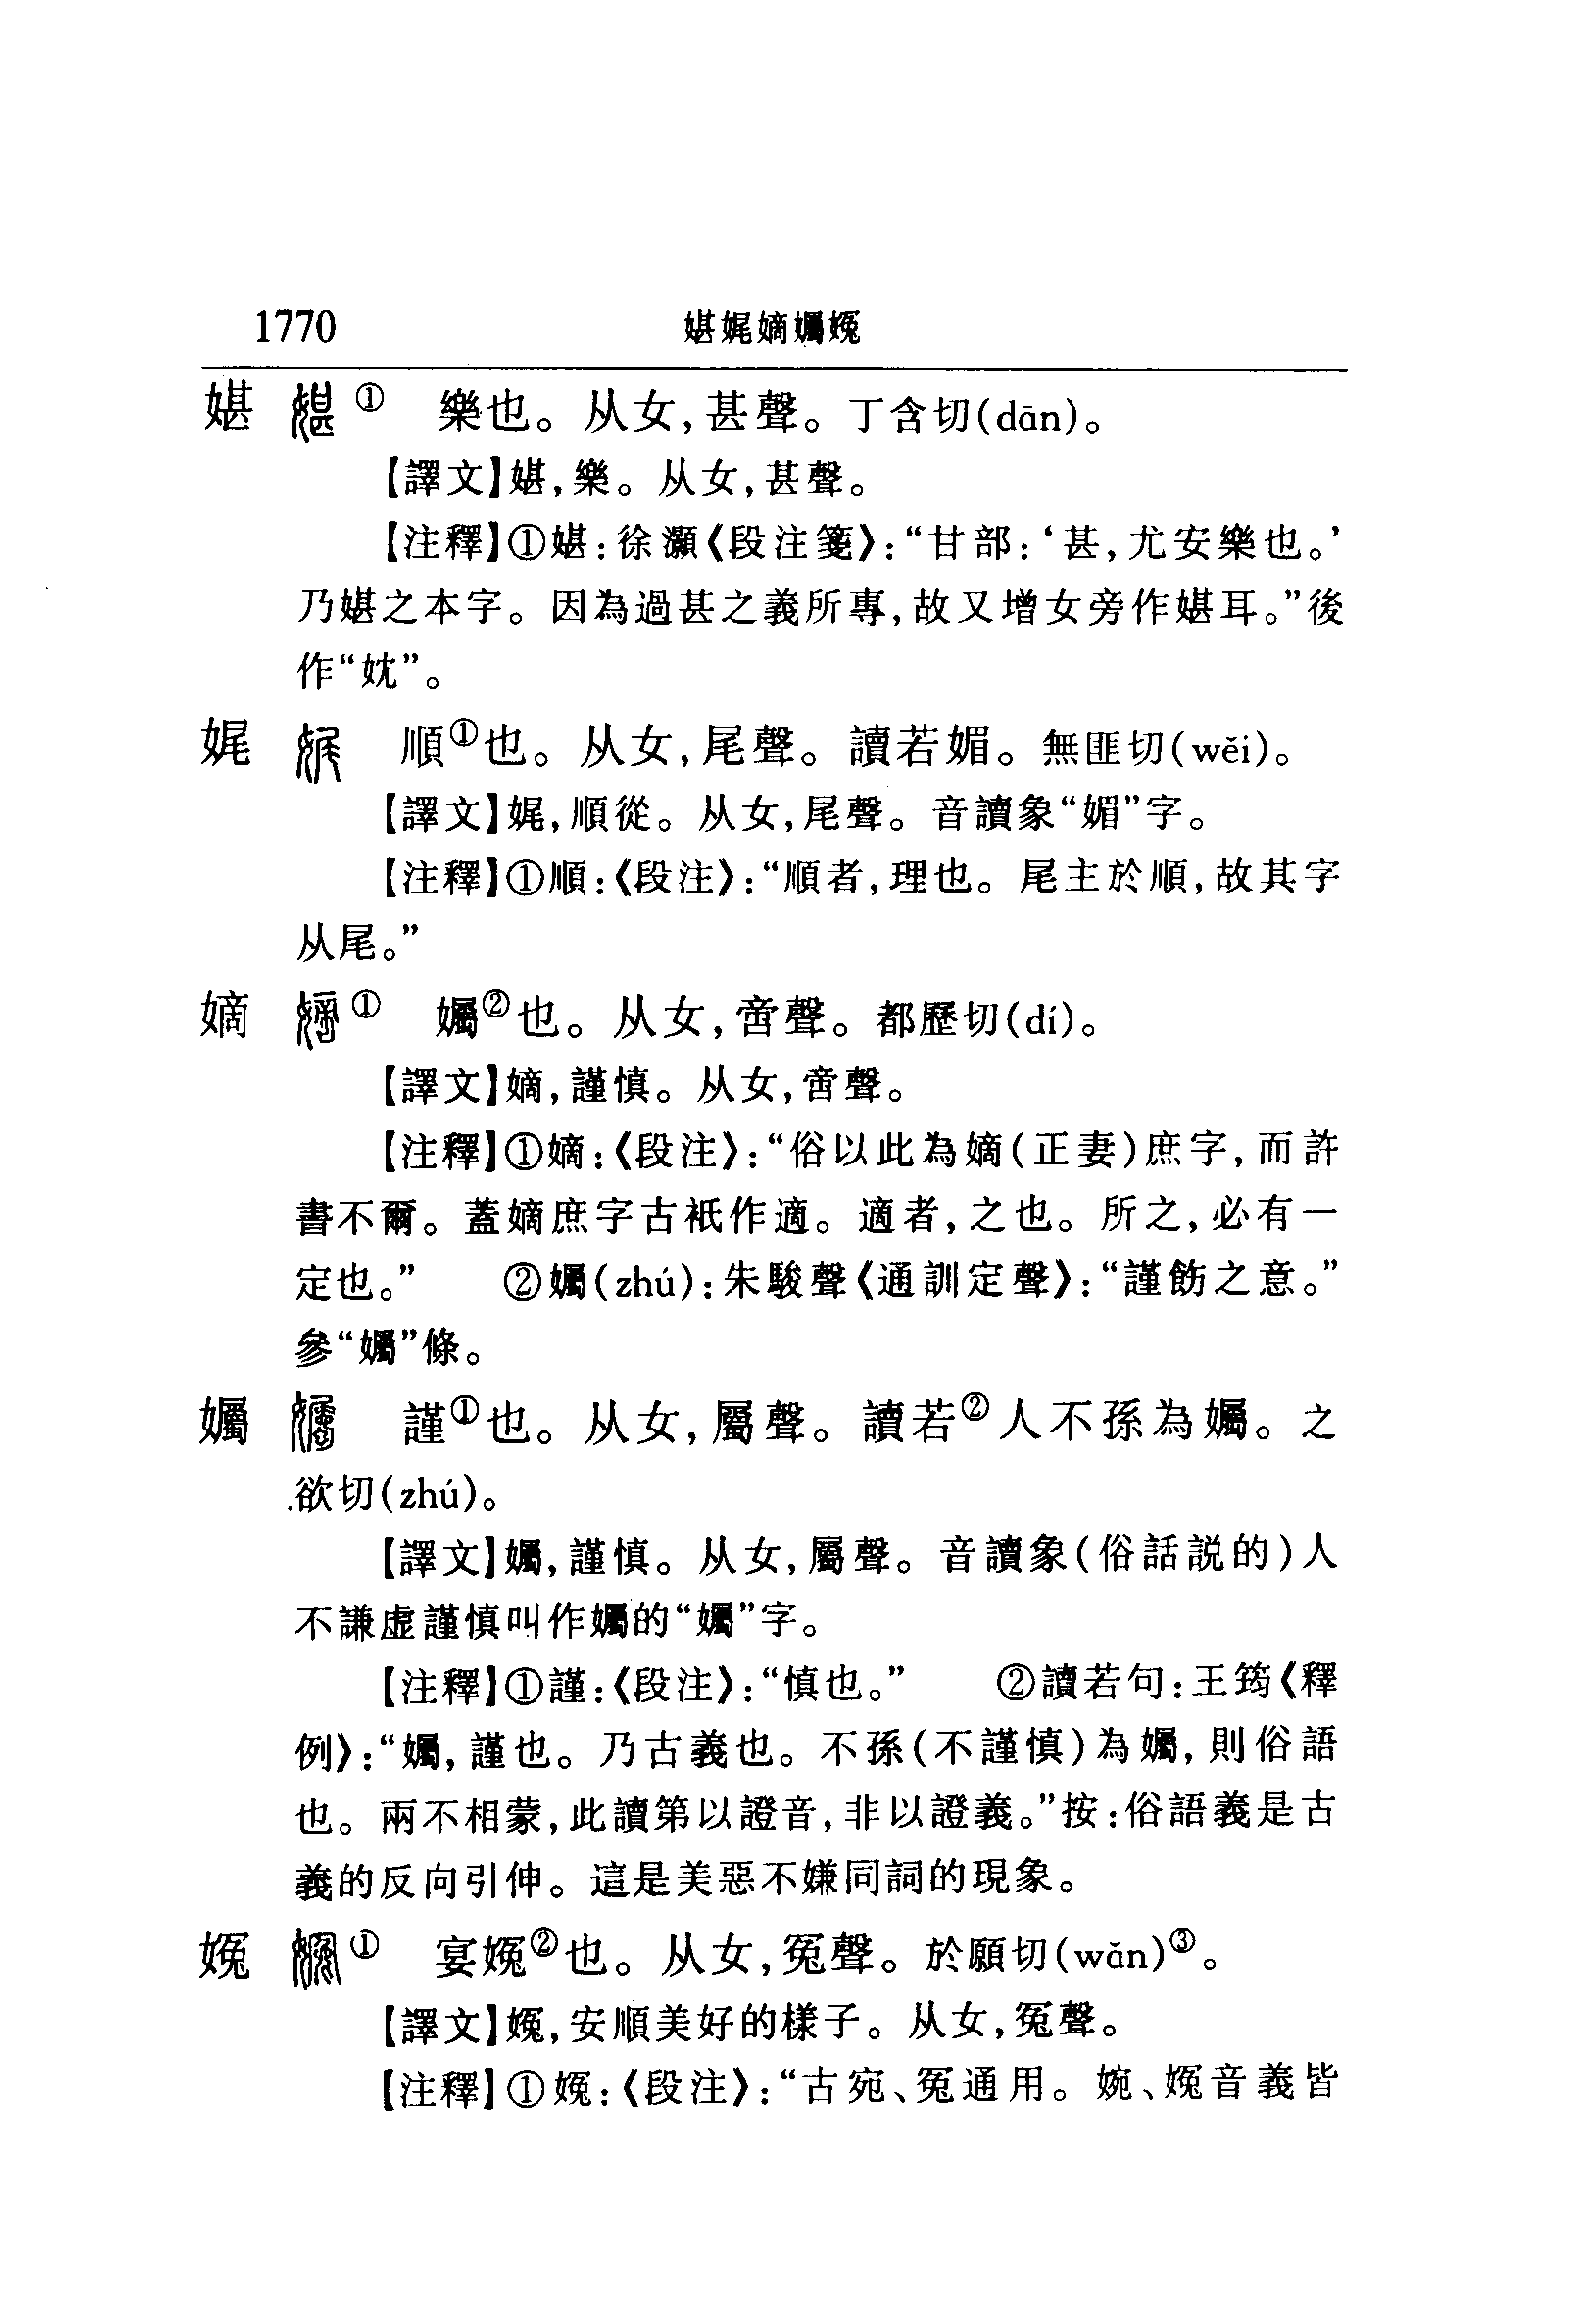 1770 媅娓嫡孎㛪
媅 ① 樂也。从女,甚聲。丁含切(dān)。
【譯文】媅,樂。从女,甚聲。
【注釋】①媅:徐灝《段注箋》:“甘部:‘甚,尤安樂也。’
乃媅之本字。因為過甚之義所專,故又增女旁作媅耳。”後
作“妉”。
娓 順①也。从女,尾聲。讀若媚。無匪切(wěi)。
【譯文】娓,順從。从女,尾聲。音讀象“媚”字。
【注釋】①順:《段注》:“順者,理也。尾主於順,故其字
从尾。”
嫡 ① 孎②也。从女,啻聲。都歷切(dí)。
【譯文】嫡,謹慎。从女,啻聲。
【注釋】①嫡:《段注》:“俗以此為嫡(正妻)庶字,而許
書不爾。蓋嫡庶字古衹作適。適者,之也。所之,必有一
定也。” ②孎(zhú):朱駿聲《通訓定聲》:“謹飭之意。”
參“孎”條。
孎 謹①也。从女,屬聲。讀若②人不孫為孎。之
欲切(zhú)。
【譯文】孎,謹慎。从女,屬聲。音讀象(俗話説的)人
不謙虛謹慎叫作孎的“孎”字。
【注釋】①謹:《段注》:“慎也。” ②讀若句:王筠《釋
例》:“孎,謹也。乃古義也。不孫(不謹慎)為孎,則俗語
也。兩不相蒙,此讀第以證音,非以證義。”按:俗語義是古
義的反向引伸。這是美惡不嫌同詞的現象。
㛪 ① 宴㛪②也。从女,冤聲。於願切(wǎn)③。
【譯文】㛪,安順美好的樣子。从女,冤聲。
【注釋】①㛪:《段注》:“古宛、冤通用。婉、㛪音義皆